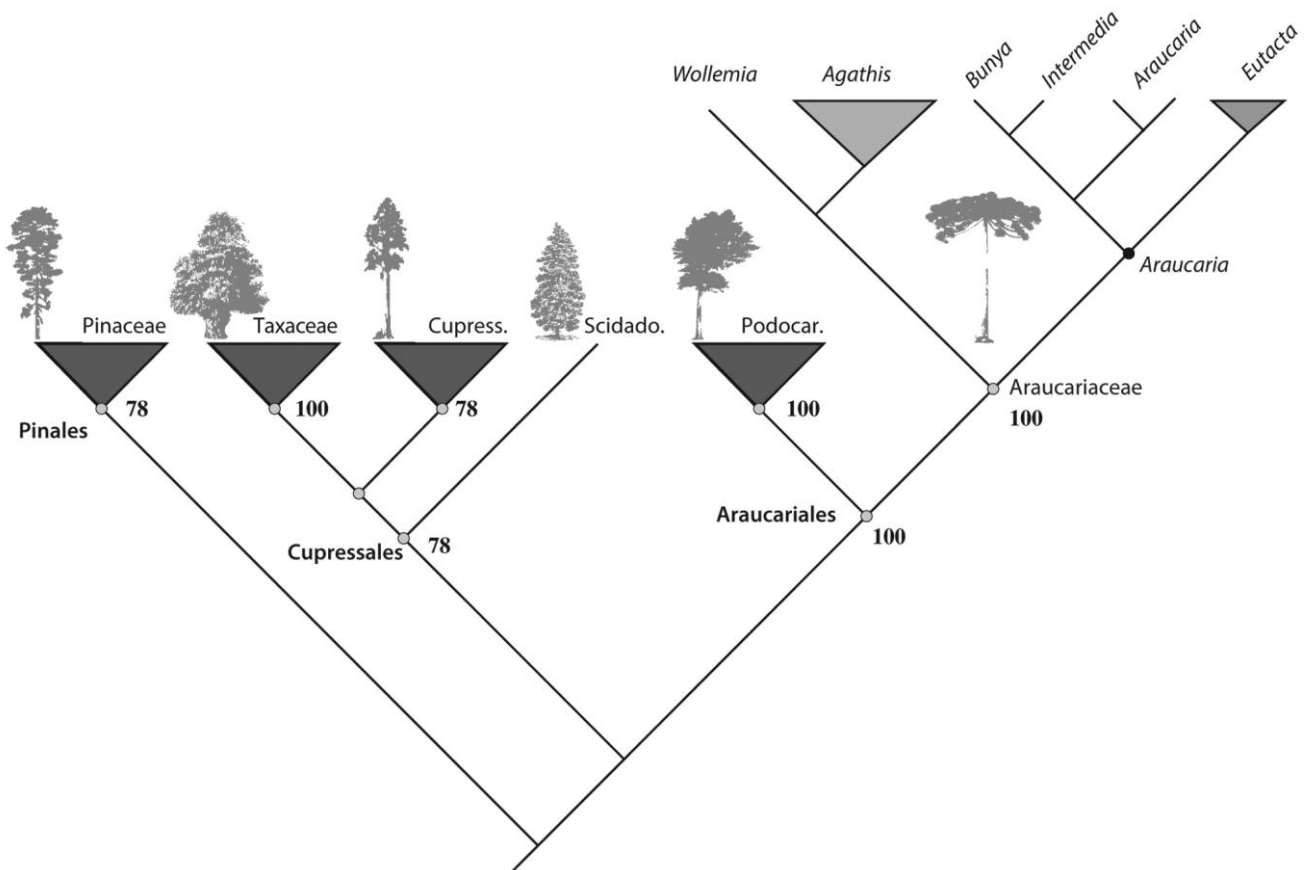 Wollemia
Agathis
Bunya
Intermedia
Araucaria
Eutacta
Araucaria
Pinaceae
Taxaceae
Cupress.
Scidado.
Podocar.
78
100
78
100
Araucariaceae
100
Pinales
Araucariales
100
Cupressales
78